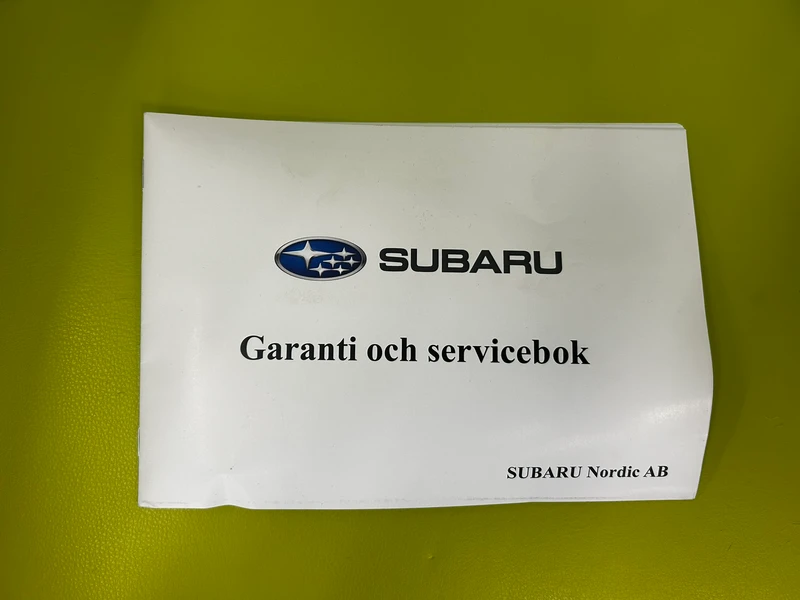 SUBARU
Garanti och servicebok
SUBARU Nordic AB